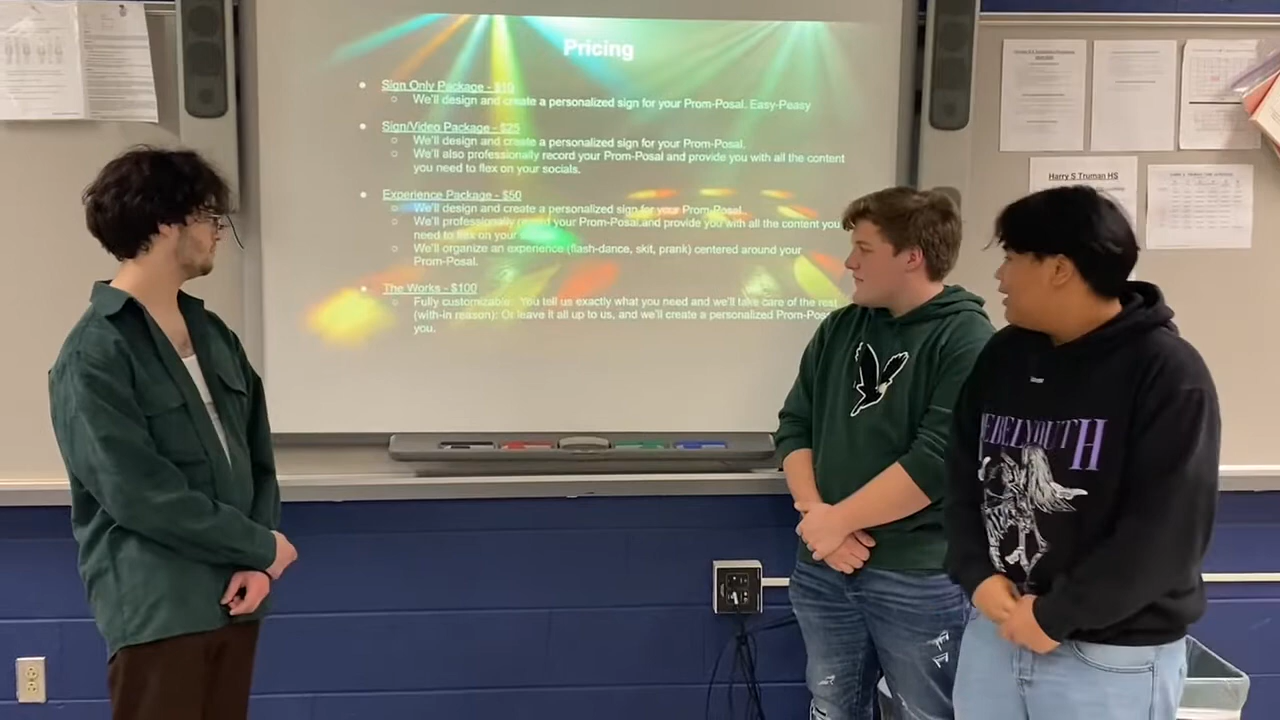 Pricing
Sign Only Package - $10
We'll design and create a personalized sign for your Prom-Posal. Easy-Peasy
Sign/Video Package - $25
We'll design and create a personalized sign for your Prom-Posal.
We'll also professionally record your Prom-Posal and provide you with all the content
you need to flex on your socials.
Experience Package - $50
We'll design and create a personalized sign for your Prom-Posal.
We'll professionally record your Prom-Posal and provide you with all the content you
need to flex on your
We'll organize an experience (flash-dance, skit, prank) centered around your
Prom-Posal.
The Works - $100
Fully customizable: You tell us exactly what you need and we'll take care of the rest
(with-in reason): Or leave it all up to us, and we'll create a personalized Prom-Pos
you.
Harry S Truman HS
EBELYOUTH